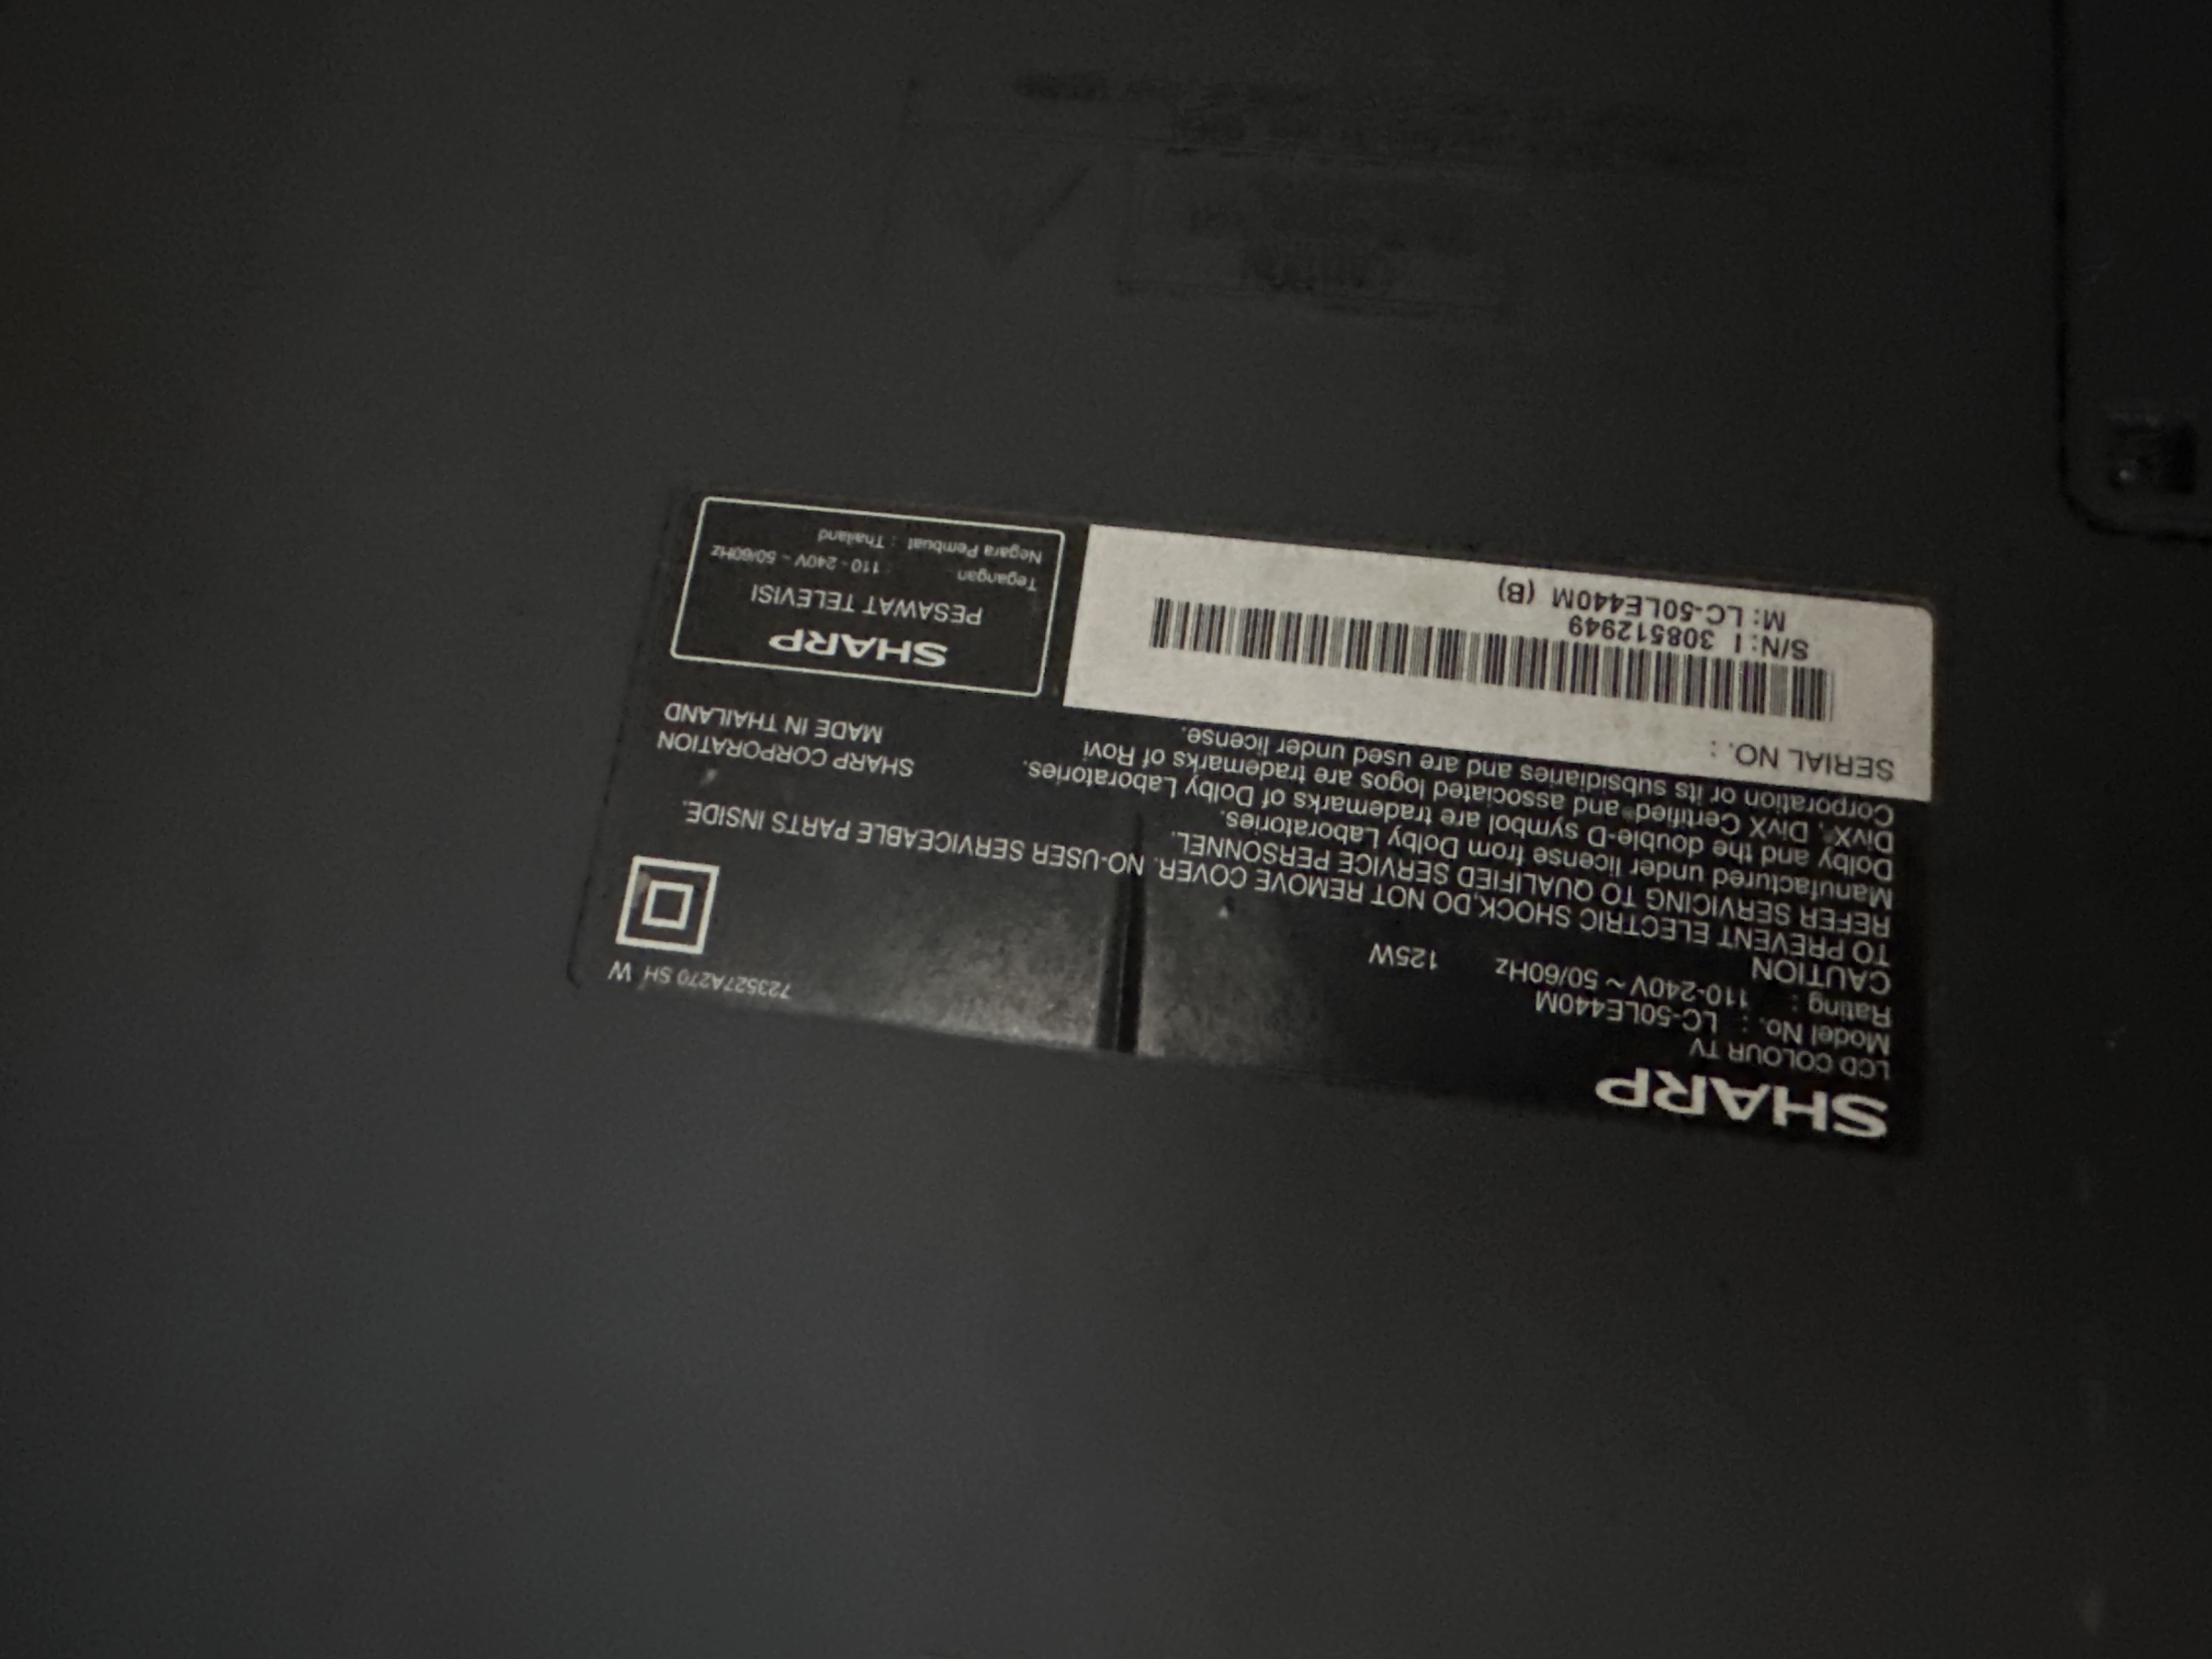 SHARP
LCD COLOUR TV
Model No. : LC-50LE440M
Rating : 110-240V ~ 50/60Hz 125W
CAUTION
TO PREVENT ELECTRIC SHOCK,DO NOT REMOVE COVER. NO-USER SERVICEABLE PARTS INSIDE.
REFER SERVICING TO QUALIFIED SERVICE PERSONNEL.
Manufactured under license from Dolby Laboratories.
Dolby and the double-D symbol are trademarks of Dolby Laboratories.
DivX®, DivX Certified® and associated logos are trademarks of Rovi
Corporation or its subsidiaries and are used under license.
723527A270 SH W
SHARP CORPORATION
MADE IN THAILAND
SERIAL NO. :
S/N: I 308512949
M: LC-50LE440M (B)
SHARP
PESAWAT TELEVISI
Tegangan : 110 - 240V ~ 50/60Hz
Negara Pembuat : Thailand
CAUTION